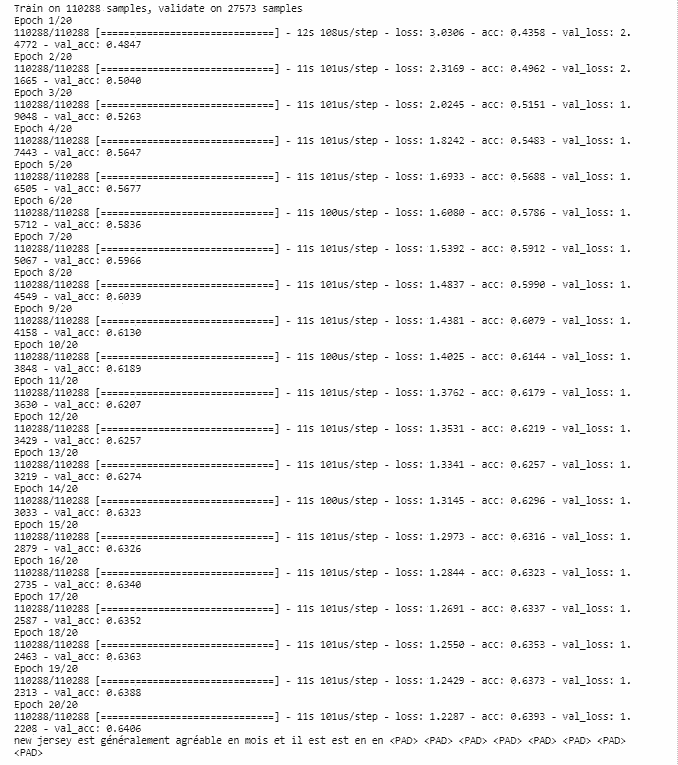 Train on 110288 samples, validate on 27573 samples
Epoch 1/20
110288/110288 [==============================] - 12s 108us/step - loss: 3.0306 - acc: 0.4358 - val_loss: 2.
4772 - val_acc: 0.4847
Epoch 2/20
110288/110288 [==============================] - 11s 101us/step - loss: 2.3169 - acc: 0.4962 - val_loss: 2.
1665 - val_acc: 0.5040
Epoch 3/20
110288/110288 [==============================] - 11s 101us/step - loss: 2.0245 - acc: 0.5151 - val_loss: 1.
9048 - val_acc: 0.5263
Epoch 4/20
110288/110288 [==============================] - 11s 101us/step - loss: 1.8242 - acc: 0.5483 - val_loss: 1.
7443 - val_acc: 0.5647
Epoch 5/20
110288/110288 [==============================] - 11s 101us/step - loss: 1.6933 - acc: 0.5688 - val_loss: 1.
6505 - val_acc: 0.5677
Epoch 6/20
110288/110288 [==============================] - 11s 100us/step - loss: 1.6080 - acc: 0.5786 - val_loss: 1.
5712 - val_acc: 0.5836
Epoch 7/20
110288/110288 [==============================] - 11s 101us/step - loss: 1.5392 - acc: 0.5912 - val_loss: 1.
5067 - val_acc: 0.5966
Epoch 8/20
110288/110288 [==============================] - 11s 101us/step - loss: 1.4837 - acc: 0.5990 - val_loss: 1.
4549 - val_acc: 0.6039
Epoch 9/20
110288/110288 [==============================] - 11s 101us/step - loss: 1.4381 - acc: 0.6079 - val_loss: 1.
4158 - val_acc: 0.6130
Epoch 10/20
110288/110288 [==============================] - 11s 100us/step - loss: 1.4025 - acc: 0.6144 - val_loss: 1.
3848 - val_acc: 0.6189
Epoch 11/20
110288/110288 [==============================] - 11s 101us/step - loss: 1.3762 - acc: 0.6179 - val_loss: 1.
3630 - val_acc: 0.6207
Epoch 12/20
110288/110288 [==============================] - 11s 101us/step - loss: 1.3531 - acc: 0.6219 - val_loss: 1.
3429 - val_acc: 0.6257
Epoch 13/20
110288/110288 [==============================] - 11s 101us/step - loss: 1.3341 - acc: 0.6257 - val_loss: 1.
3219 - val_acc: 0.6274
Epoch 14/20
110288/110288 [==============================] - 11s 100us/step - loss: 1.3145 - acc: 0.6296 - val_loss: 1.
3033 - val_acc: 0.6323
Epoch 15/20
110288/110288 [==============================] - 11s 101us/step - loss: 1.2973 - acc: 0.6316 - val_loss: 1.
2879 - val_acc: 0.6326
Epoch 16/20
110288/110288 [==============================] - 11s 101us/step - loss: 1.2844 - acc: 0.6323 - val_loss: 1.
2735 - val_acc: 0.6340
Epoch 17/20
110288/110288 [==============================] - 11s 101us/step - loss: 1.2691 - acc: 0.6337 - val_loss: 1.
2587 - val_acc: 0.6352
Epoch 18/20
110288/110288 [==============================] - 11s 101us/step - loss: 1.2550 - acc: 0.6353 - val_loss: 1.
2463 - val_acc: 0.6363
Epoch 19/20
110288/110288 [==============================] - 11s 101us/step - loss: 1.2429 - acc: 0.6373 - val_loss: 1.
2313 - val_acc: 0.6388
Epoch 20/20
110288/110288 [==============================] - 11s 101us/step - loss: 1.2287 - acc: 0.6393 - val_loss: 1.
2208 - val_acc: 0.6406
new jersey est généralement agréable en mois et il est est en en <PAD> <PAD> <PAD> <PAD> <PAD> <PAD> <PAD>
<PAD>